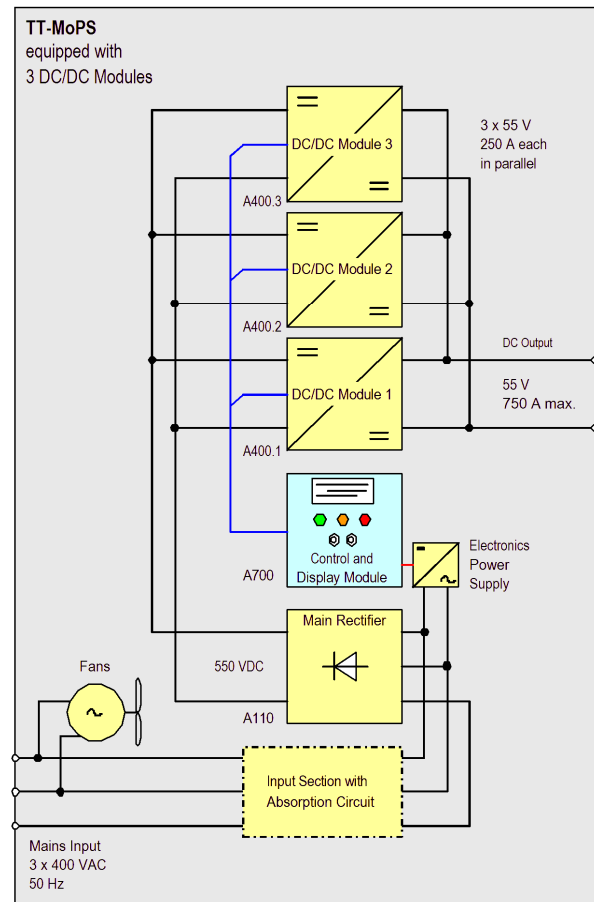 TT-MoPS
equipped with
3 DC/DC Modules
DC/DC Module 3
3 x 55 V
250 A each
in parallel
A400.3
DC/DC Module 2
A400.2
DC Output
DC/DC Module 1
55 V
750 A max.
A400.1
Control and
Display Module
A700
Electronics
Power
Supply
Main Rectifier
550 VDC
A110
Fans
Input Section with
Absorption Circuit
Mains Input
3 x 400 VAC
50 Hz